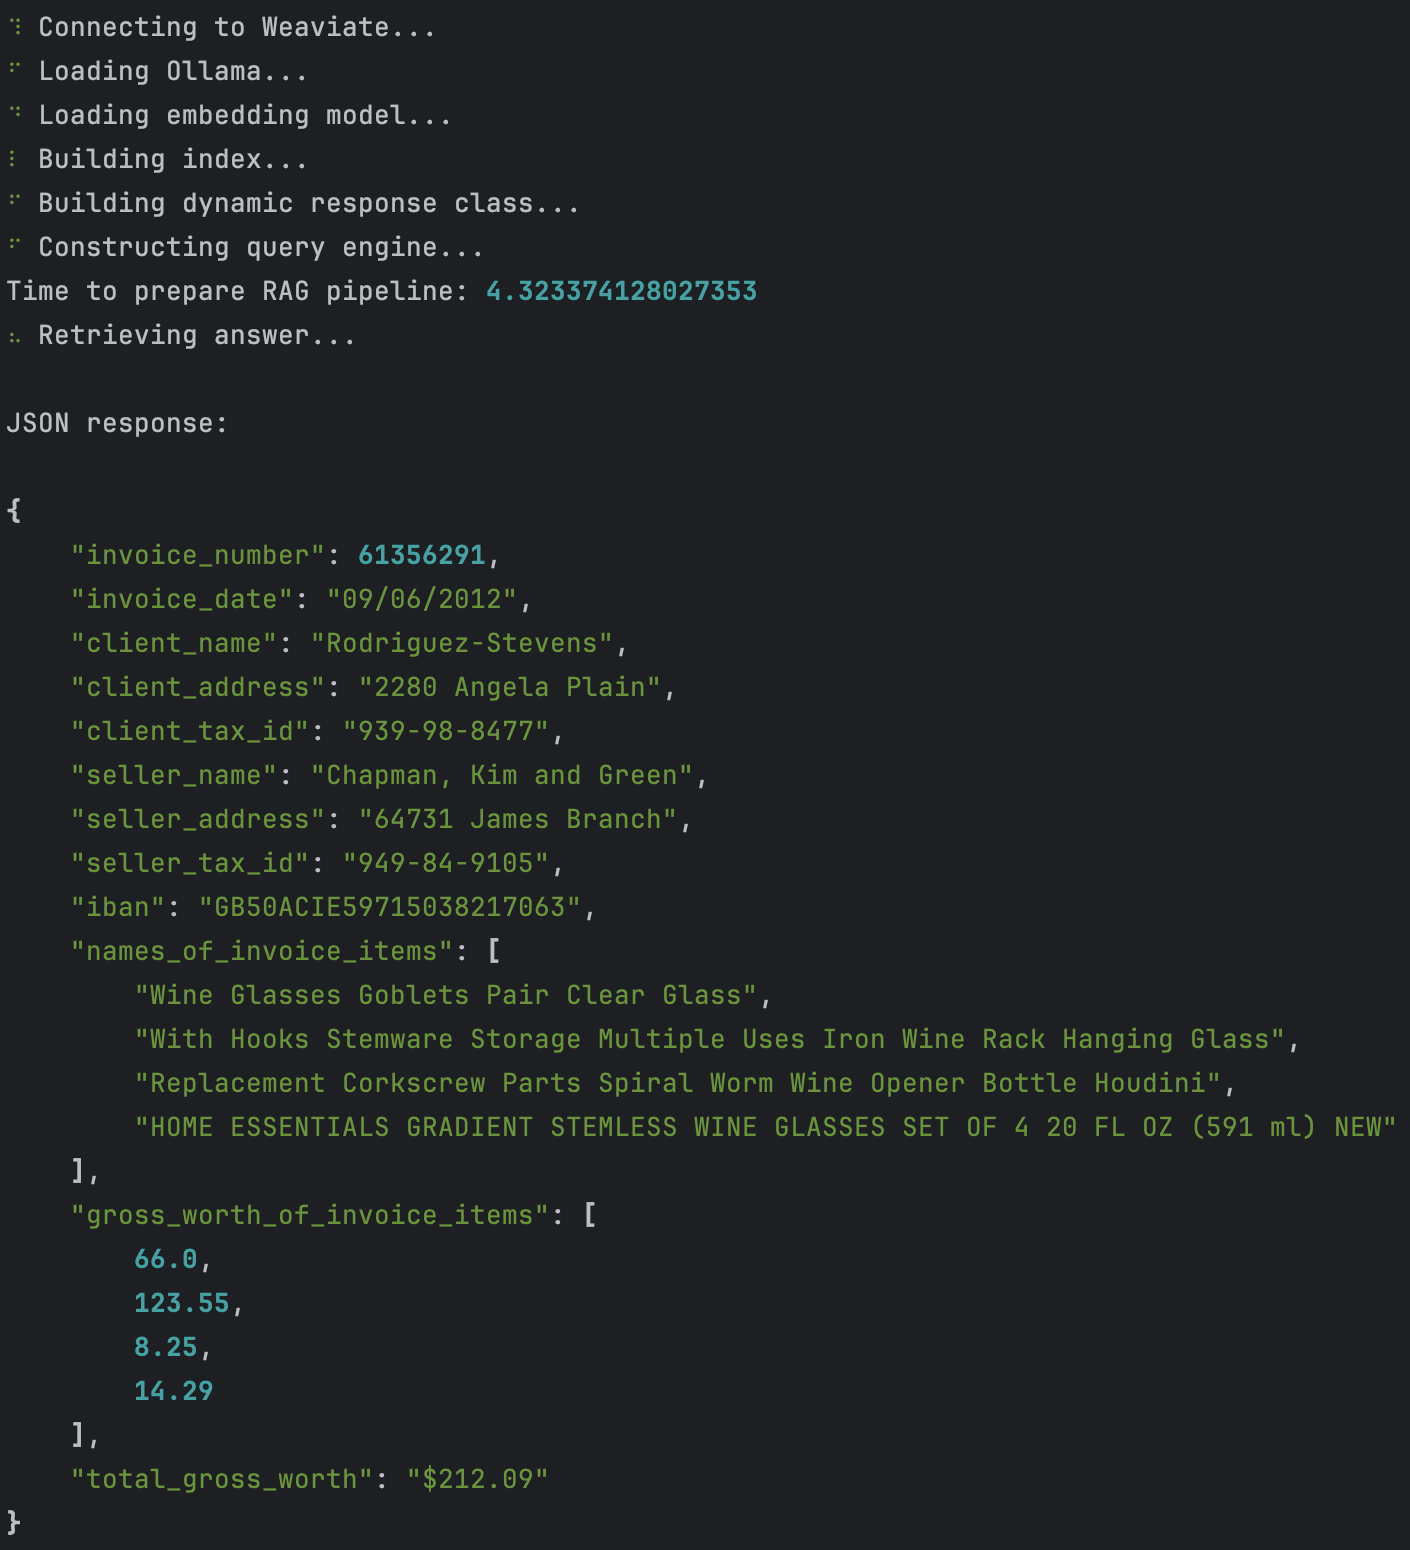 Connecting to Weaviate...
Loading Ollama...
Loading embedding model...
Building index...
Building dynamic response class...
Constructing query engine...
Time to prepare RAG pipeline: 4.323374128027353
Retrieving answer...
JSON response:
{
    "invoice_number": 61356291,
    "invoice_date": "09/06/2012",
    "client_name": "Rodriguez-Stevens",
    "client_address": "2280 Angela Plain",
    "client_tax_id": "939-98-8477",
    "seller_name": "Chapman, Kim and Green",
    "seller_address": "64731 James Branch",
    "seller_tax_id": "949-84-9105",
    "iban": "GB50ACIE59715038217063",
    "names_of_invoice_items": [
        "Wine Glasses Goblets Pair Clear Glass",
        "With Hooks Stemware Storage Multiple Uses Iron Wine Rack Hanging Glass",
        "Replacement Corkscrew Parts Spiral Worm Wine Opener Bottle Houdini",
        "HOME ESSENTIALS GRADIENT STEMLESS WINE GLASSES SET OF 4 20 FL OZ (591 ml) NEW"
    ],
    "gross_worth_of_invoice_items": [
        66.0,
        123.55,
        8.25,
        14.29
    ],
    "total_gross_worth": "$212.09"
}